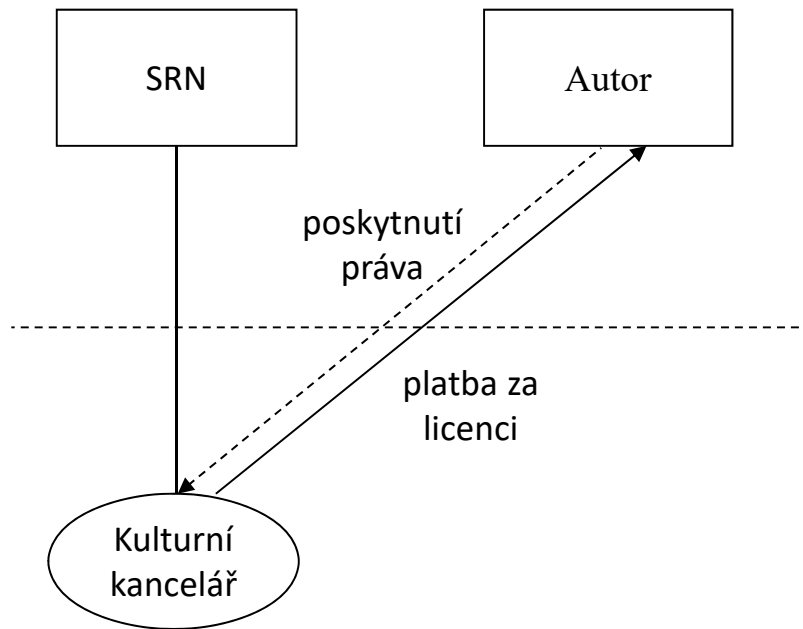 SRN
Autor
poskytnutí
práva
platba za
licenci
Kulturní
kancelář